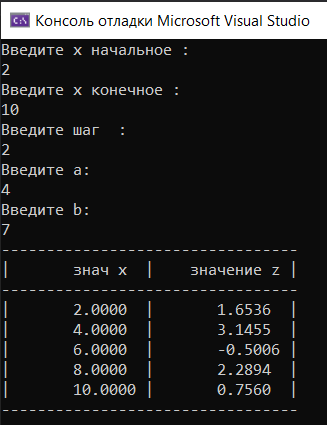 Консоль отладки Microsoft Visual Studio
Введите x начальное :
2
Введите x конечное :
10
Введите шаг  :
2
Введите a:
4
Введите b:
7
---------------------------------
|       знач x  |    значение z |
---------------------------------
|       2.0000  |       1.6536  |
|       4.0000  |       3.1455  |
|       6.0000  |       -0.5006 |
|       8.0000  |       2.2894  |
|       10.0000 |       0.7560  |
---------------------------------